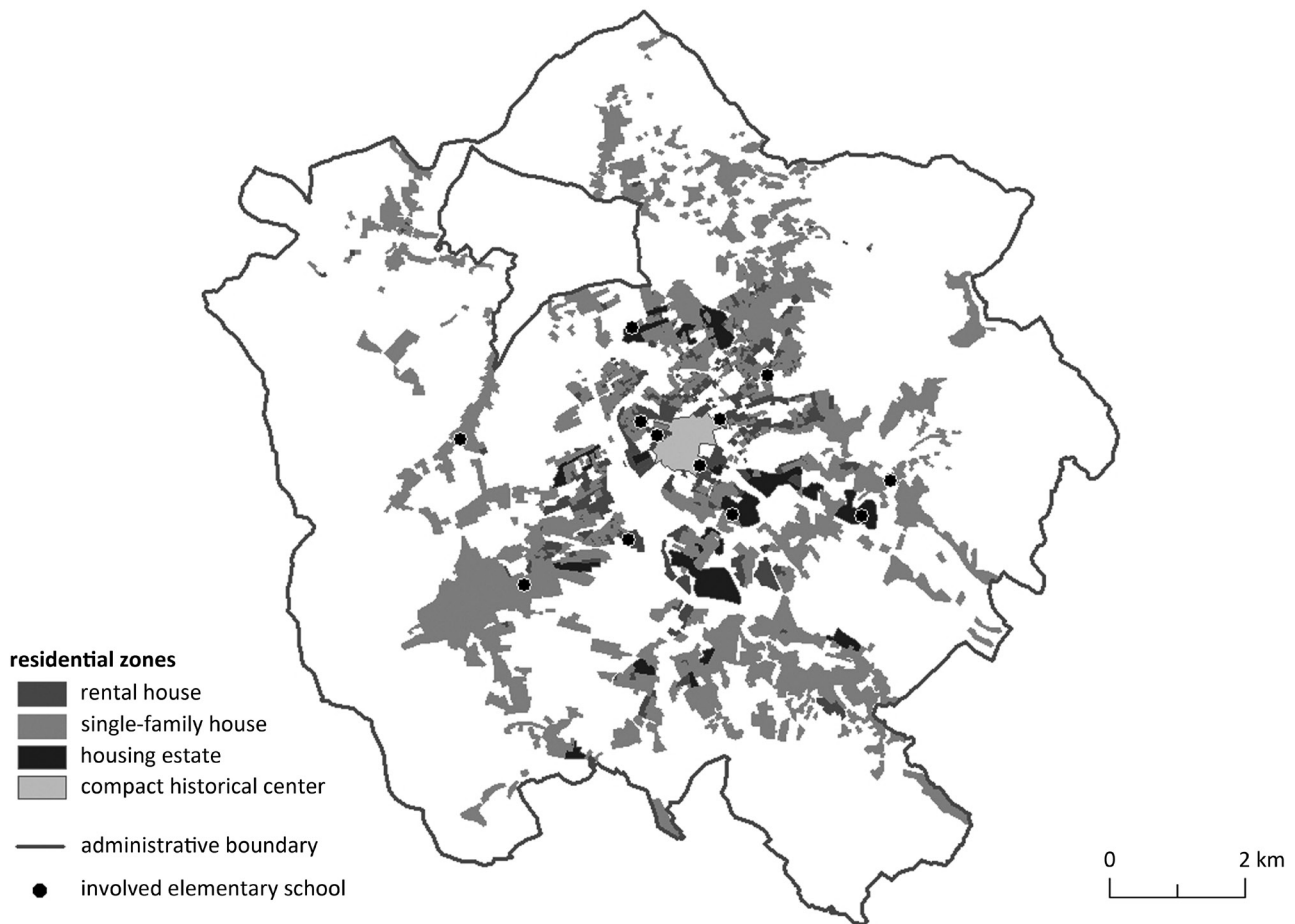 residential zones
rental house
single-family house
housing estate
compact historical center
administrative boundary
involved elementary school
0 2 km